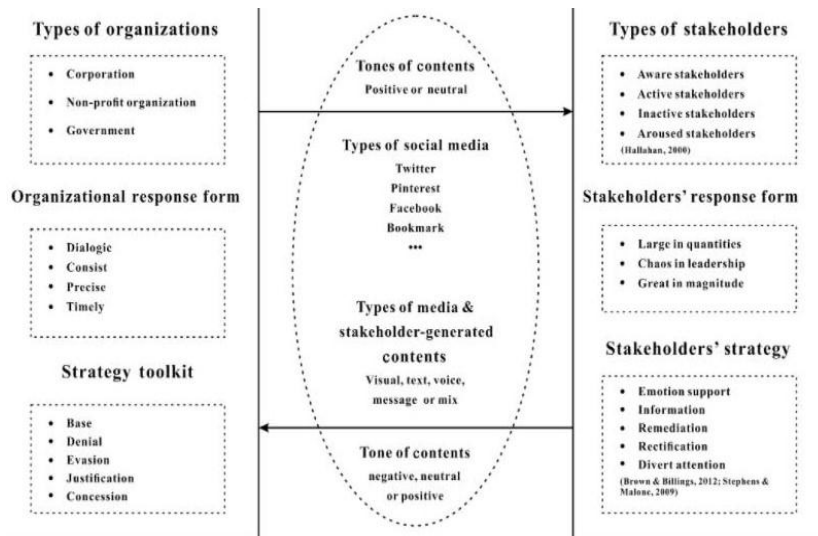 Types of organizations
• Corporation
• Non-profit organization
• Government
Organizational response form
• Dialogic
• Consist
• Precise
• Timely
Strategy toolkit
• Base
• Denial
• Evasion
• Justification
• Concession
Tones of contents
Positive or neutral
Types of social media
Twitter
Pinterest
Facebook
Bookmark
•••
Types of media &
stakeholder-generated
contents
Visual, text, voice,
message or mix
Tone of contents
negative, neutral
or positive
Types of stakeholders
• Aware stakeholders
• Active stakeholders
• Inactive stakeholders
• Aroused stakeholders
(Hallahan, 2000)
Stakeholders' response form
• Large in quantities
• Chaos in leadership
• Great in magnitude
Stakeholders' strategy
• Emotion support
• Information
• Remediation
• Rectification
• Divert attention
(Brown & Billings, 2012; Stephens &
Malone, 2009)